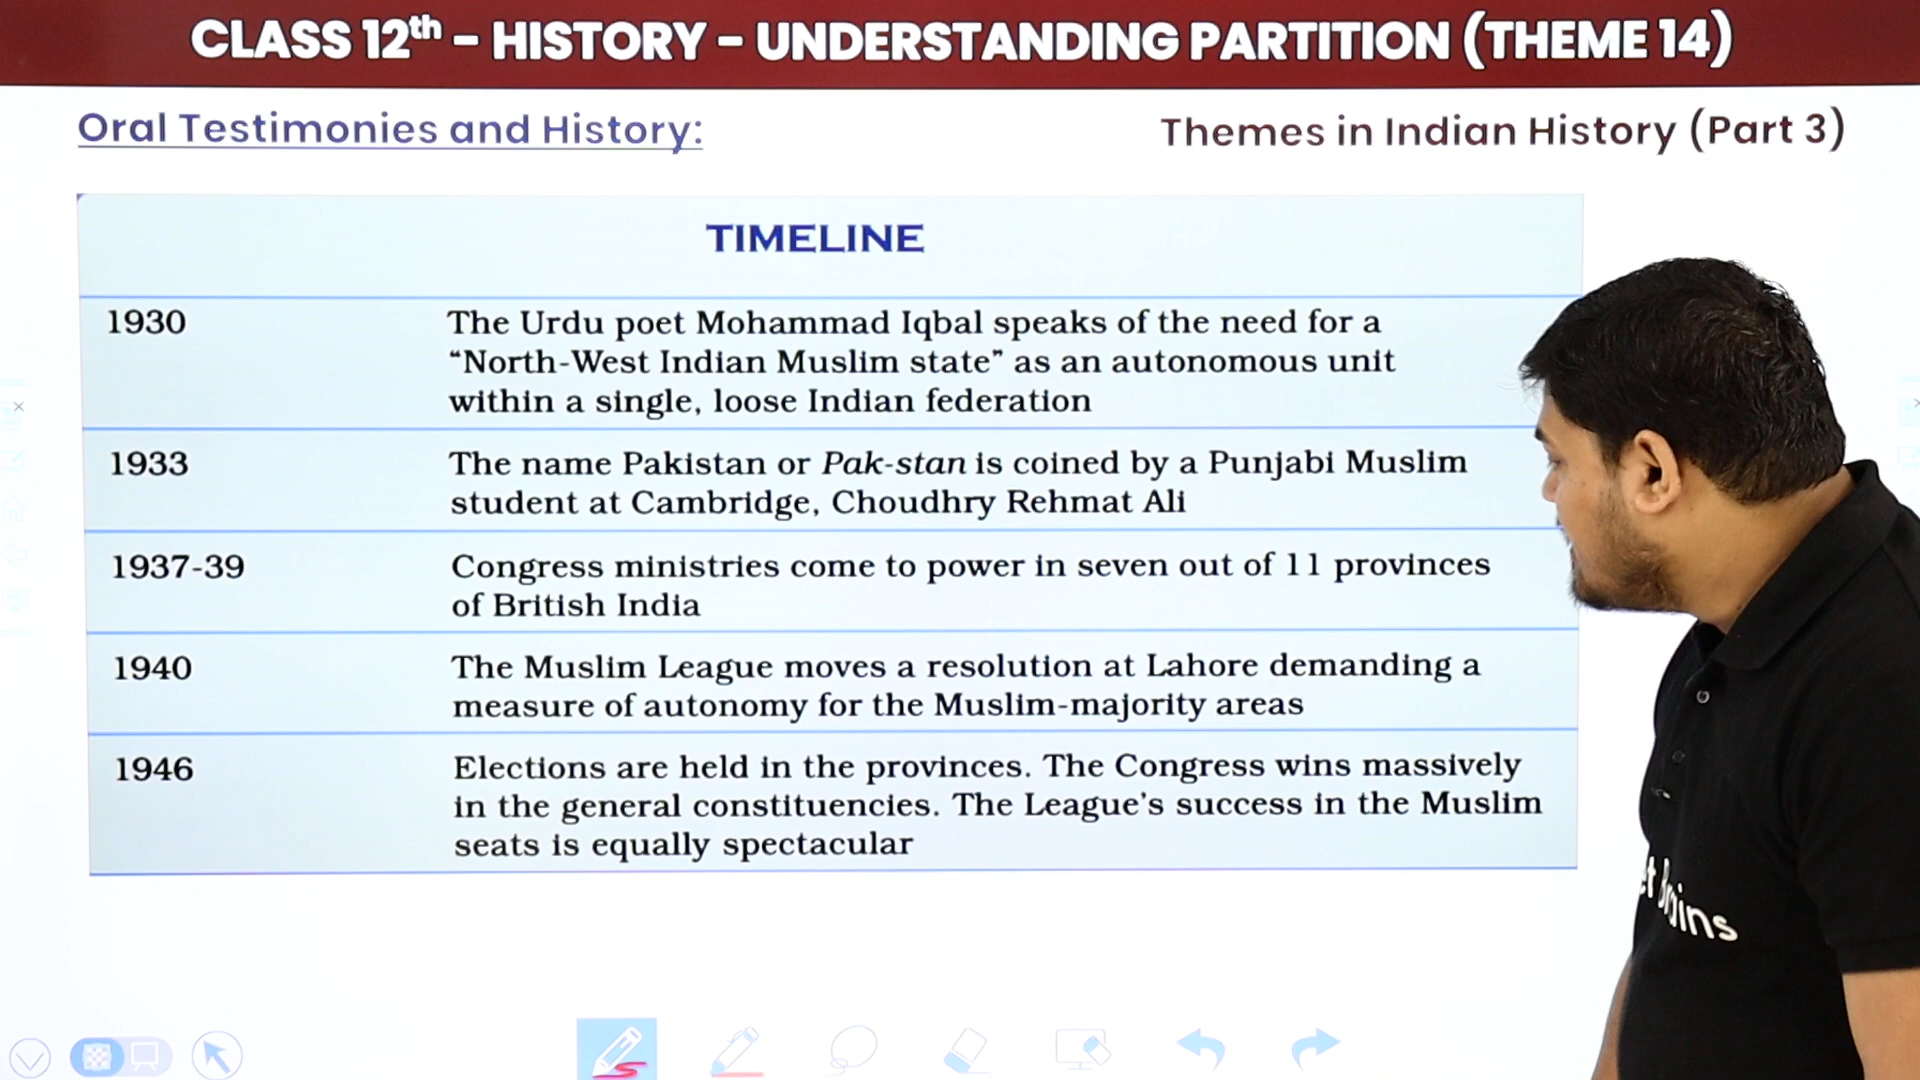 CLASS 12th - HISTORY - UNDERSTANDING PARTITION (THEME 14)
Oral Testimonies and History:
Themes in Indian History (Part 3)
TIMELINE
1930
The Urdu poet Mohammad Iqbal speaks of the need for a
“North-West Indian Muslim state” as an autonomous unit
within a single, loose Indian federation
1933
The name Pakistan or Pak-stan is coined by a Punjabi Muslim
student at Cambridge, Choudhry Rehmat Ali
1937-39
Congress ministries come to power in seven out of 11 provinces
of British India
1940
The Muslim League moves a resolution at Lahore demanding a
measure of autonomy for the Muslim-majority areas
1946
Elections are held in the provinces. The Congress wins massively
in the general constituencies. The League's success in the Muslim
seats is equally spectacular